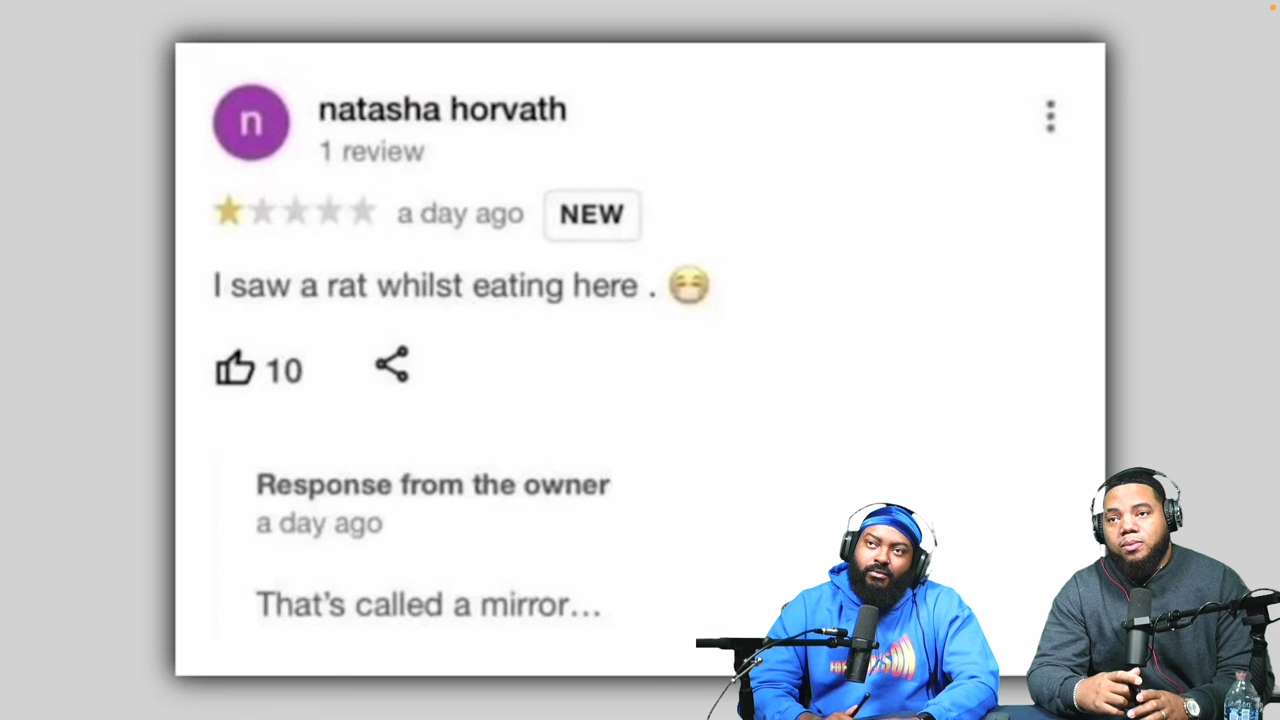 n
natasha horvath
1 review
a day ago NEW
I saw a rat whilst eating here . 😷
10
Response from the owner
a day ago
That's called a mirror...